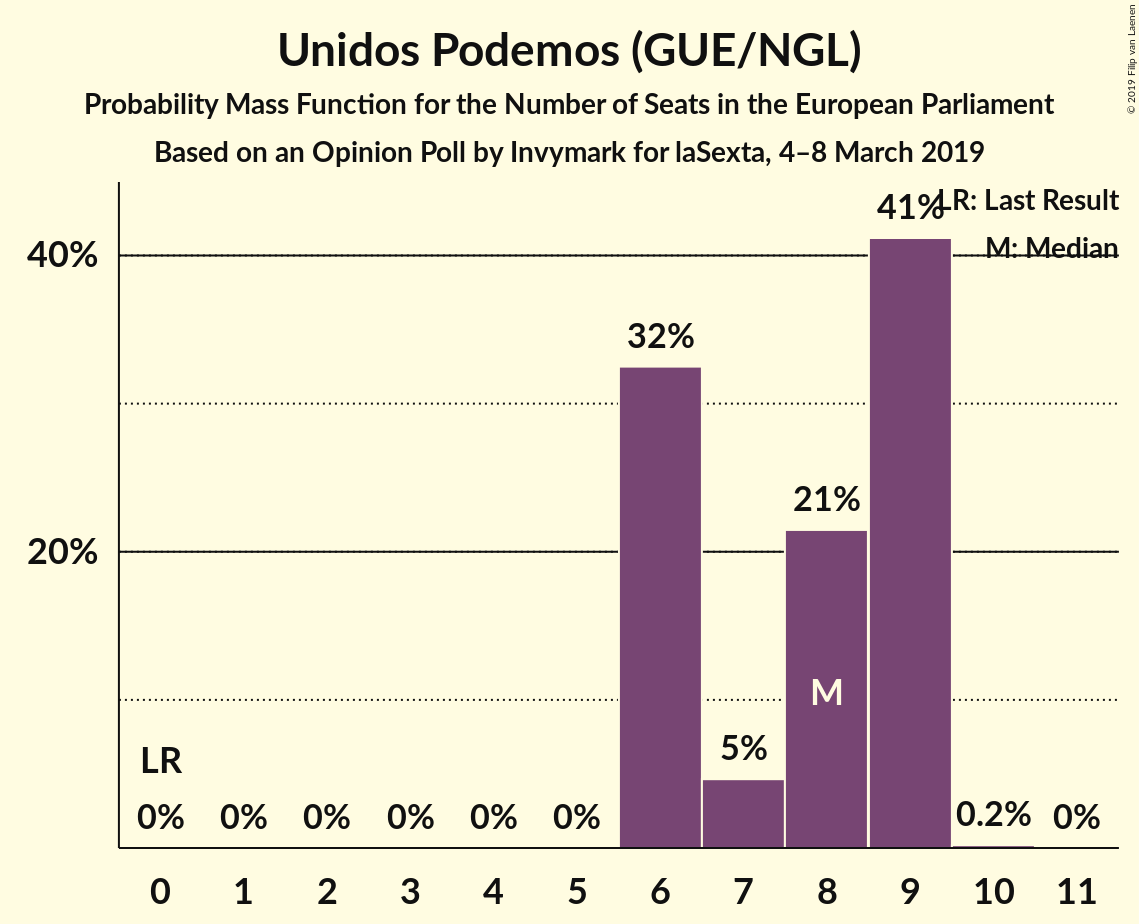 Unidos Podemos (GUE/NGL)
Probability Mass Function for the Number of Seats in the European Parliament
Based on an Opinion Poll by Invymark for laSexta, 4–8 March 2019
© 2019 Filip van Laenen
LR: Last Result
M: Median
40%
20%
41%
32%
21%
M
5%
LR
0% 0% 0% 0% 0% 0% 0.2% 0%
0 1 2 3 4 5 6 7 8 9 10 11